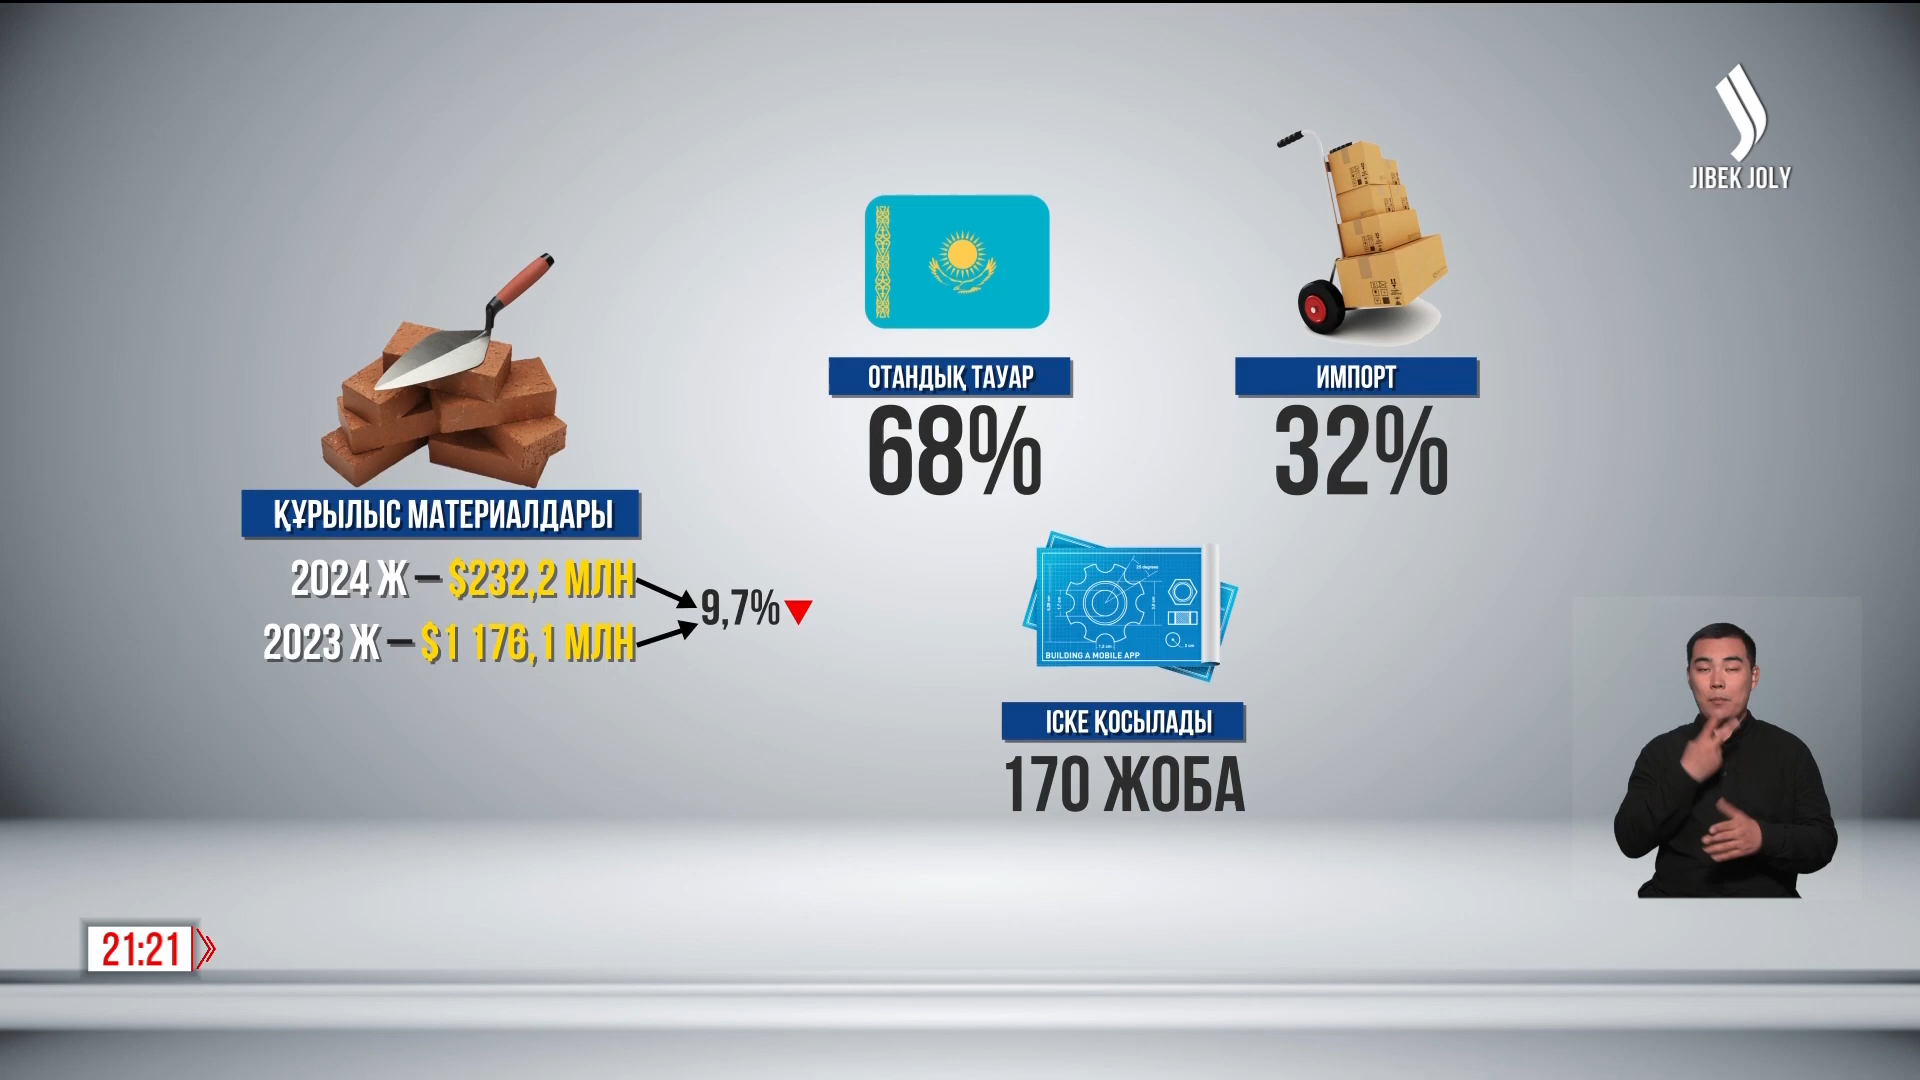 JIBEK JOLY
ОТАНДЫҚ ТАУАР
68%
ИМПОРТ
32%
ҚҰРЫЛЫС МАТЕРИАЛДАРЫ
2024 Ж – $232,2 МЛН
2023 Ж – $1 176,1 МЛН
9,7%
BUILDING A MOBILE APP
ІСКЕ ҚОСЫЛАДЫ
170 ЖОБА
21:21